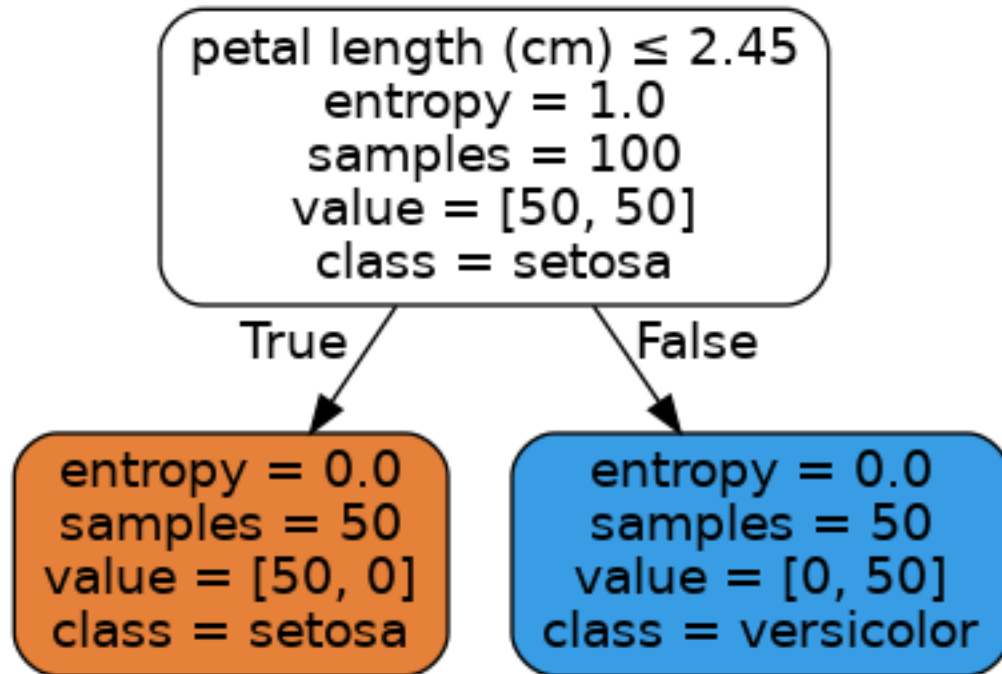 petal length (cm) ≤ 2.45
entropy = 1.0
samples = 100
value = [50, 50]
class = setosa
True
False
entropy = 0.0
samples = 50
value = [50, 0]
class = setosa
entropy = 0.0
samples = 50
value = [0, 50]
class = versicolor